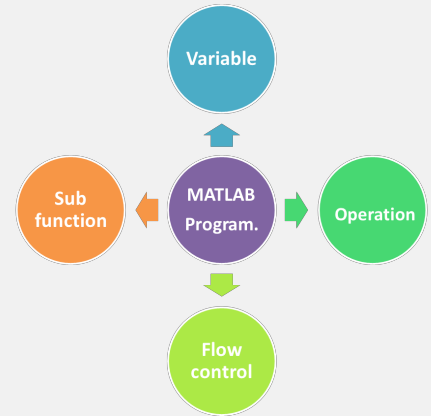 Variable
Sub
function
MATLAB
Program.
Operation
Flow
control